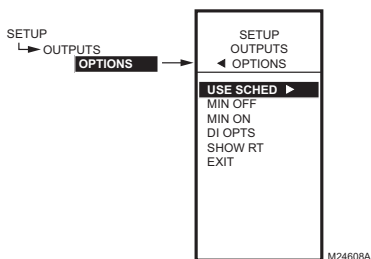 SETUP
OUTPUTS
OPTIONS
SETUP
OUTPUTS
◄ OPTIONS
USE SCHED ►
MIN OFF
MIN ON
DI OPTS
SHOW RT
EXIT
M24608A